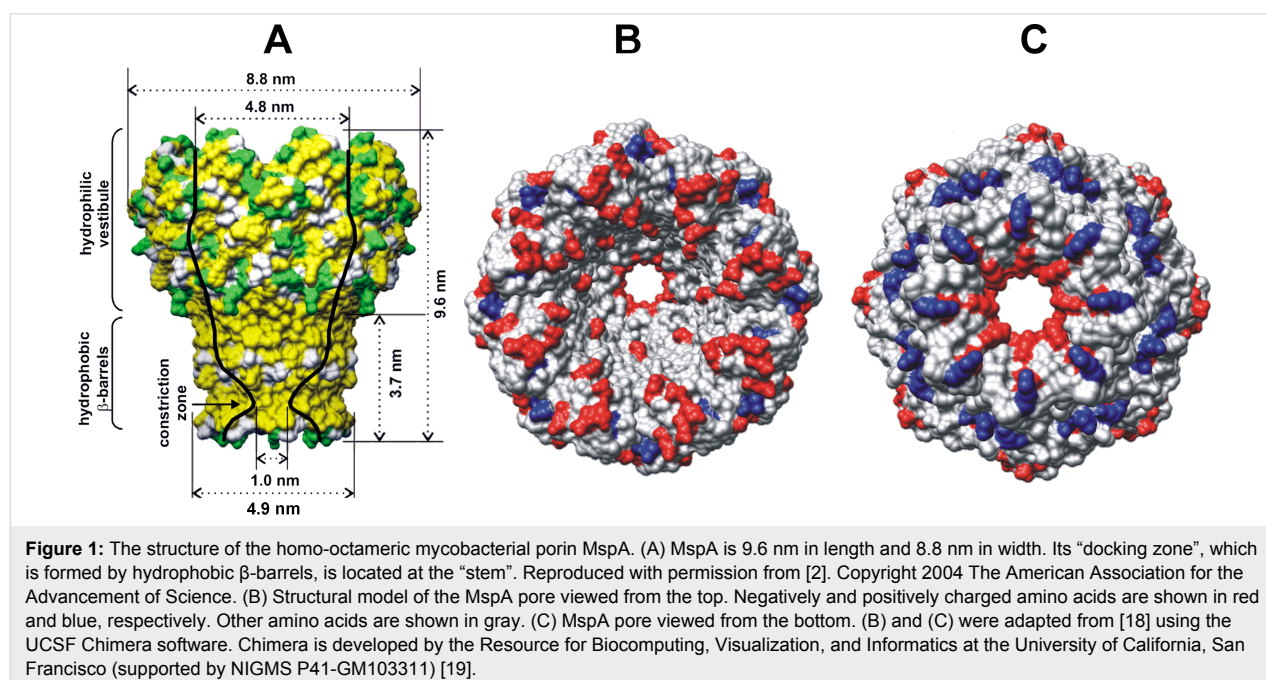 A
B
C
8.8 nm
4.8 nm
hydrophilic
vestibule
9.6 nm
hydrophobic
β-barrels
3.7 nm
constriction
zone
1.0 nm
4.9 nm
Figure 1: The structure of the homo-octameric mycobacterial porin MspA. (A) MspA is 9.6 nm in length and 8.8 nm in width. Its “docking zone”, which
is formed by hydrophobic β-barrels, is located at the “stem”. Reproduced with permission from [2]. Copyright 2004 The American Association for the
Advancement of Science. (B) Structural model of the MspA pore viewed from the top. Negatively and positively charged amino acids are shown in red
and blue, respectively. Other amino acids are shown in gray. (C) MspA pore viewed from the bottom. (B) and (C) were adapted from [18] using the
UCSF Chimera software. Chimera is developed by the Resource for Biocomputing, Visualization, and Informatics at the University of California, San
Francisco (supported by NIGMS P41-GM103311) [19].